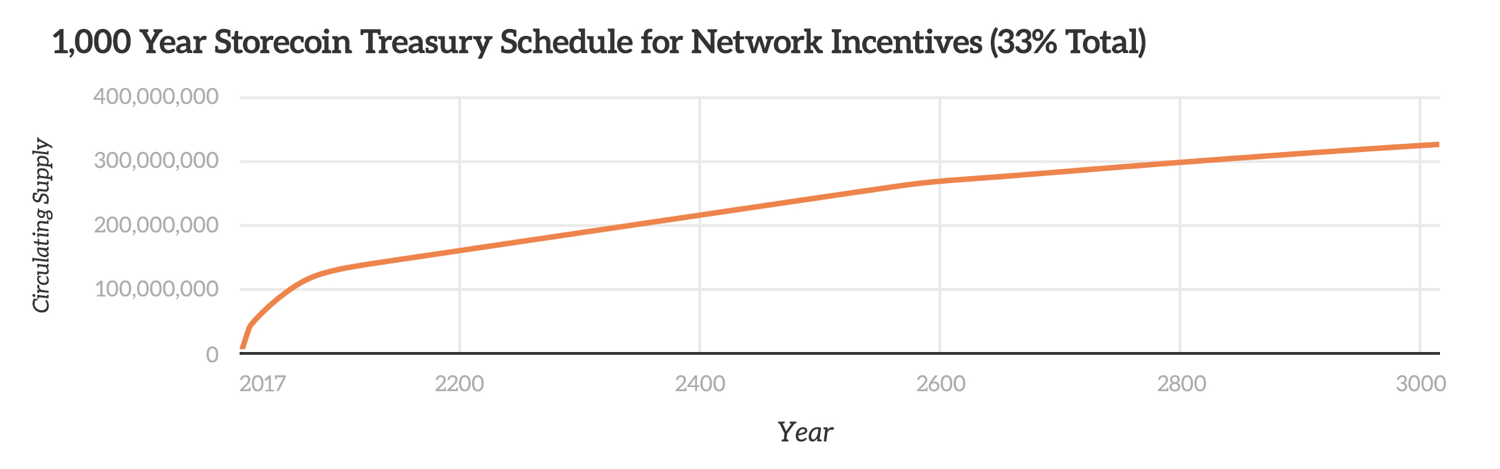 1,000 Year Storecoin Treasury Schedule for Network Incentives (33% Total)
400,000,000
300,000,000
200,000,000
100,000,000
0
Circulating Supply
2017 2200 2400 2600 2800 3000
Year